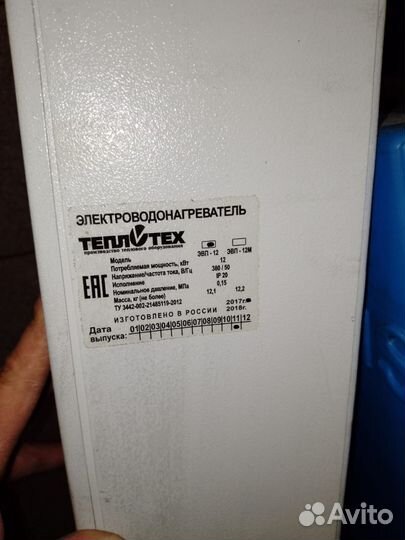 ЭЛЕКТРОВОДОНАГРЕВАТЕЛЬ
ТЕПЛОТЕХ
производство теплового оборудования
ЭВП - 12 ЭВП - 12М
Модель
Потребляемая мощность, кВт 12
Напряжение/частота тока, В/Гц 380 / 50
Исполнение IP 20
Номинальное давление, МПа 0,15
Масса, кг (не более) 12,1 12,2
ТУ 3442-002-21485119-2012
2017г.
ИЗГОТОВЛЕНО В РОССИИ 2018г.
Дата выпуска: 01 02 03 04 05 06 07 08 09 10 11 12
EAC
Avito